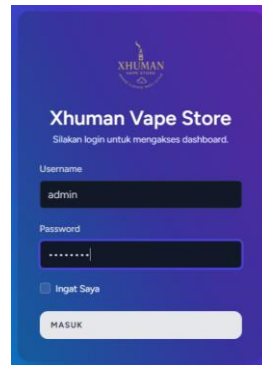 XHUMAN
VAPE STORE
Xhuman Vape Store
Silakan login untuk mengakses dashboard.
Username
admin
Password
Ingat Saya
MASUK